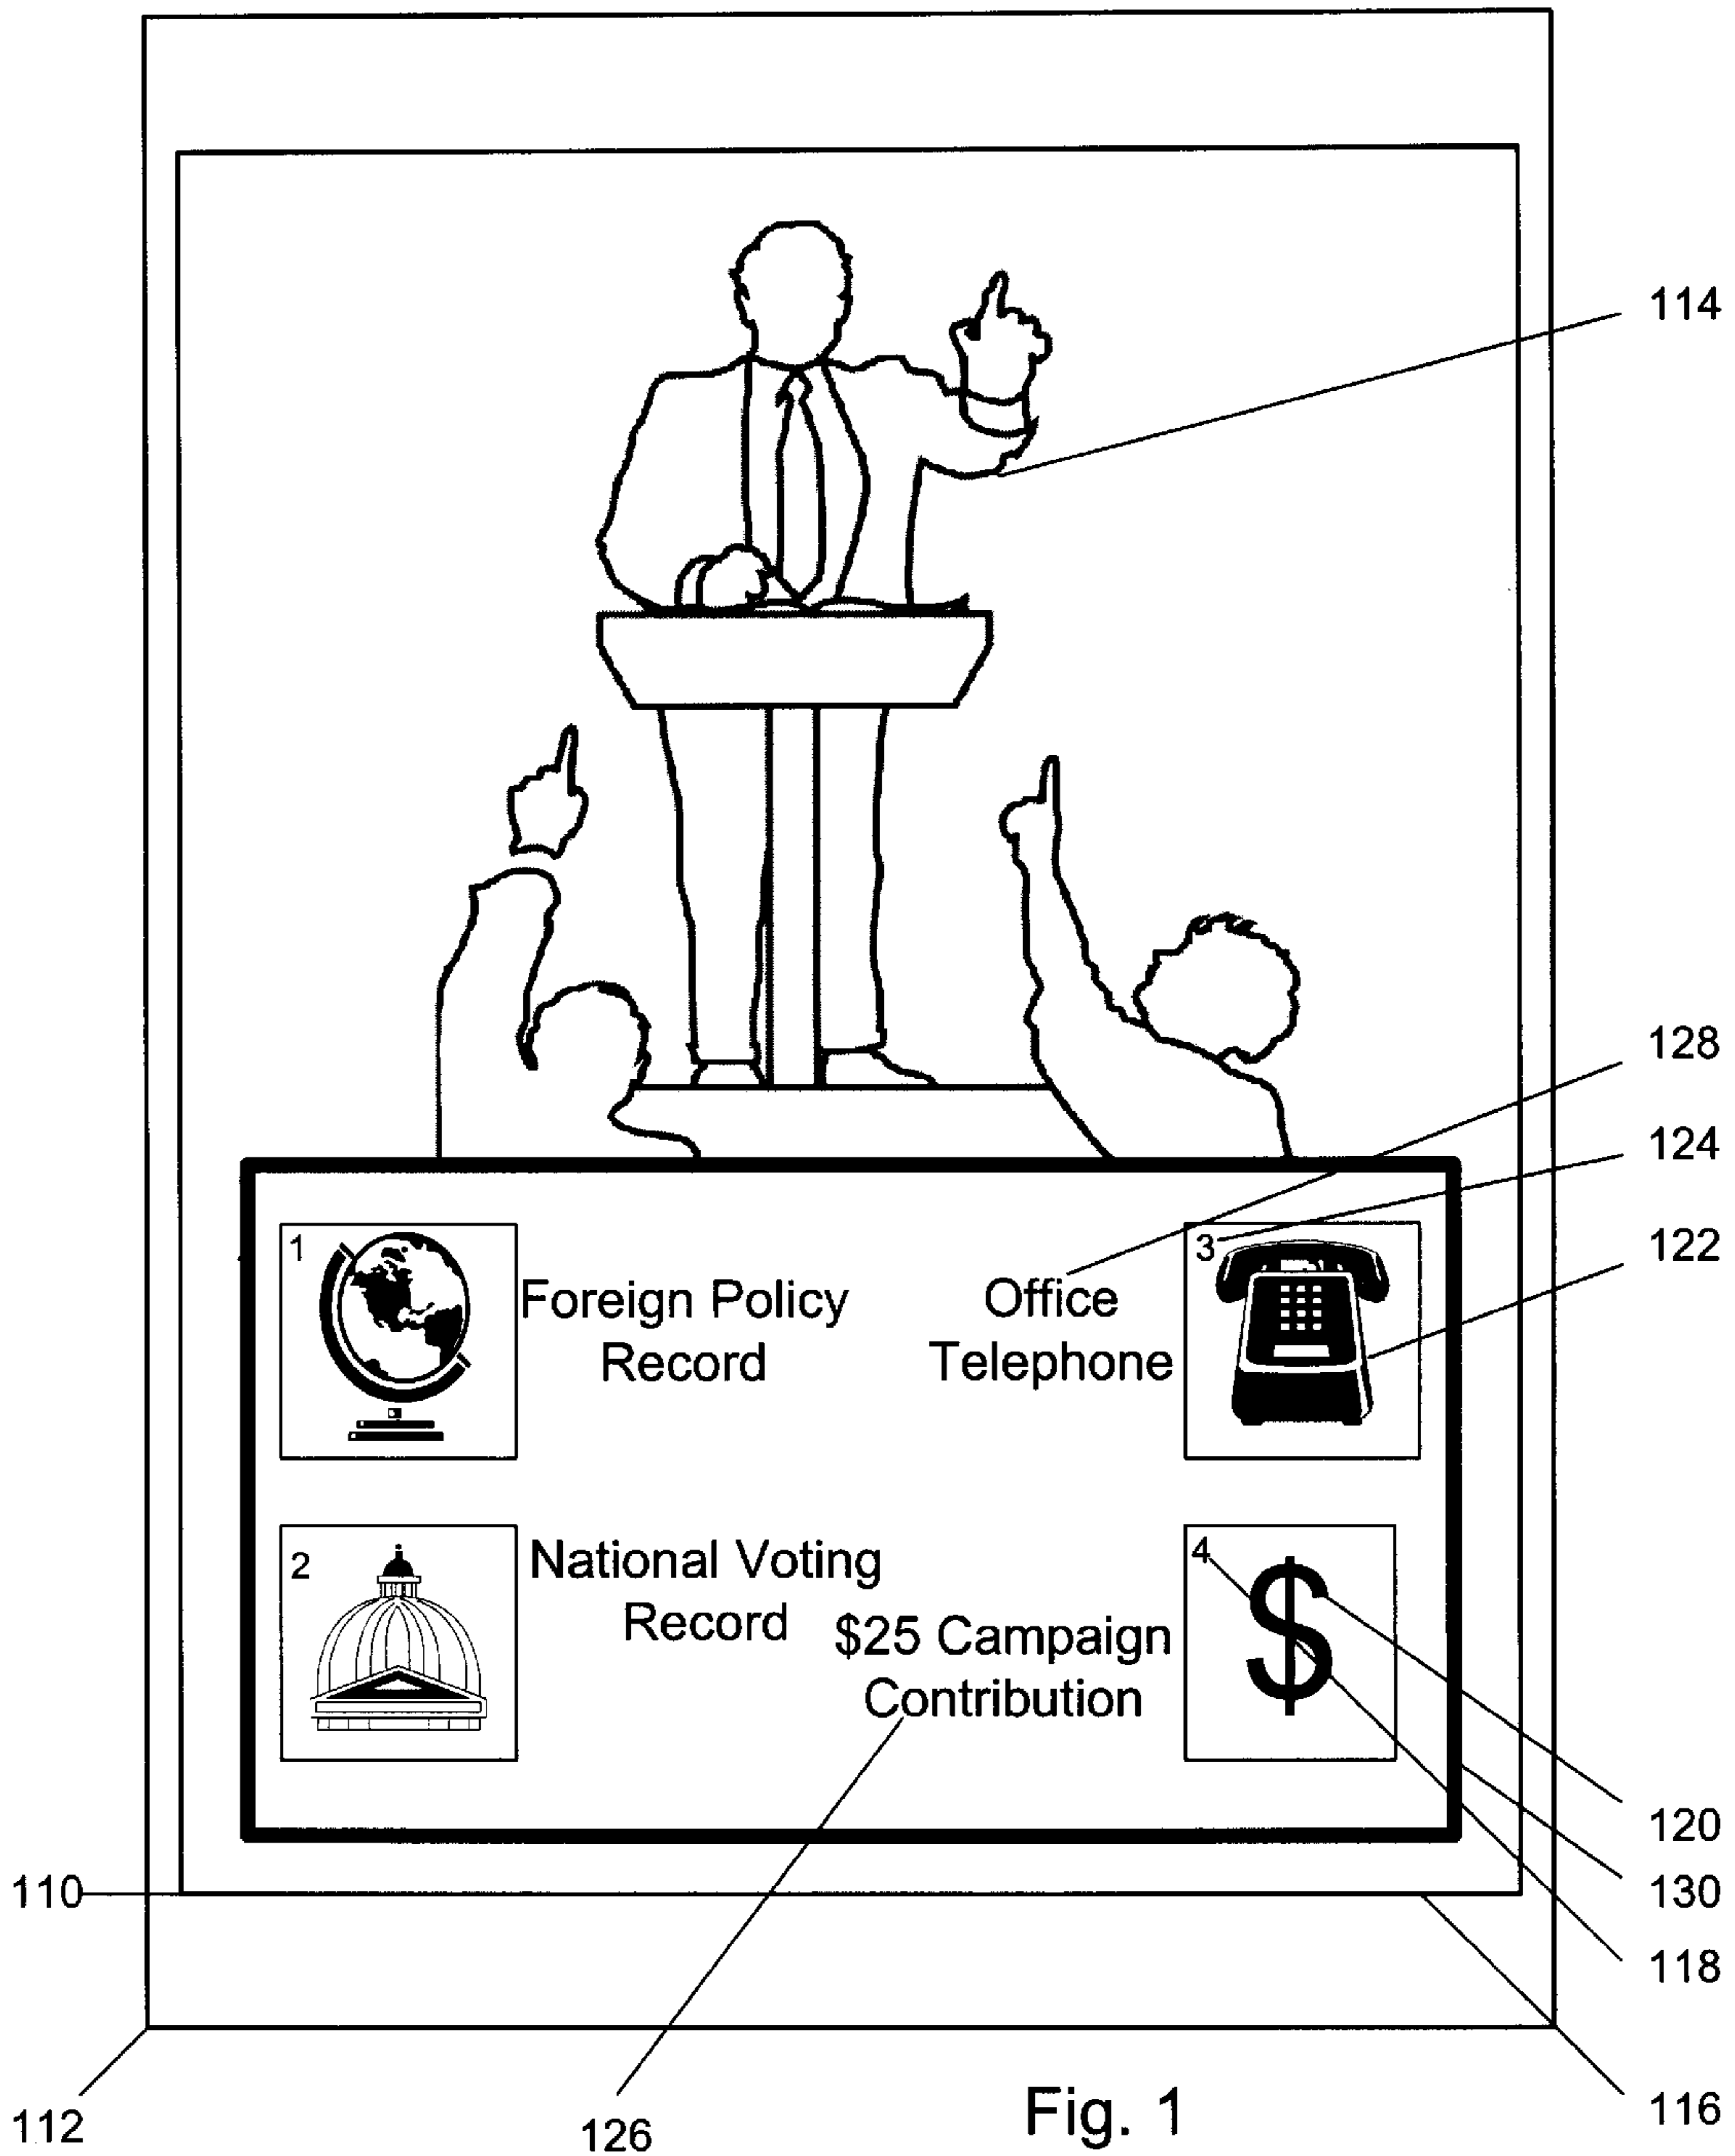 114
128
124
122
1
Foreign Policy
Record
Office
Telephone
3
2
National Voting
Record
$25 Campaign
Contribution
4
$
120
130
118
110
116
112
126
Fig. 1